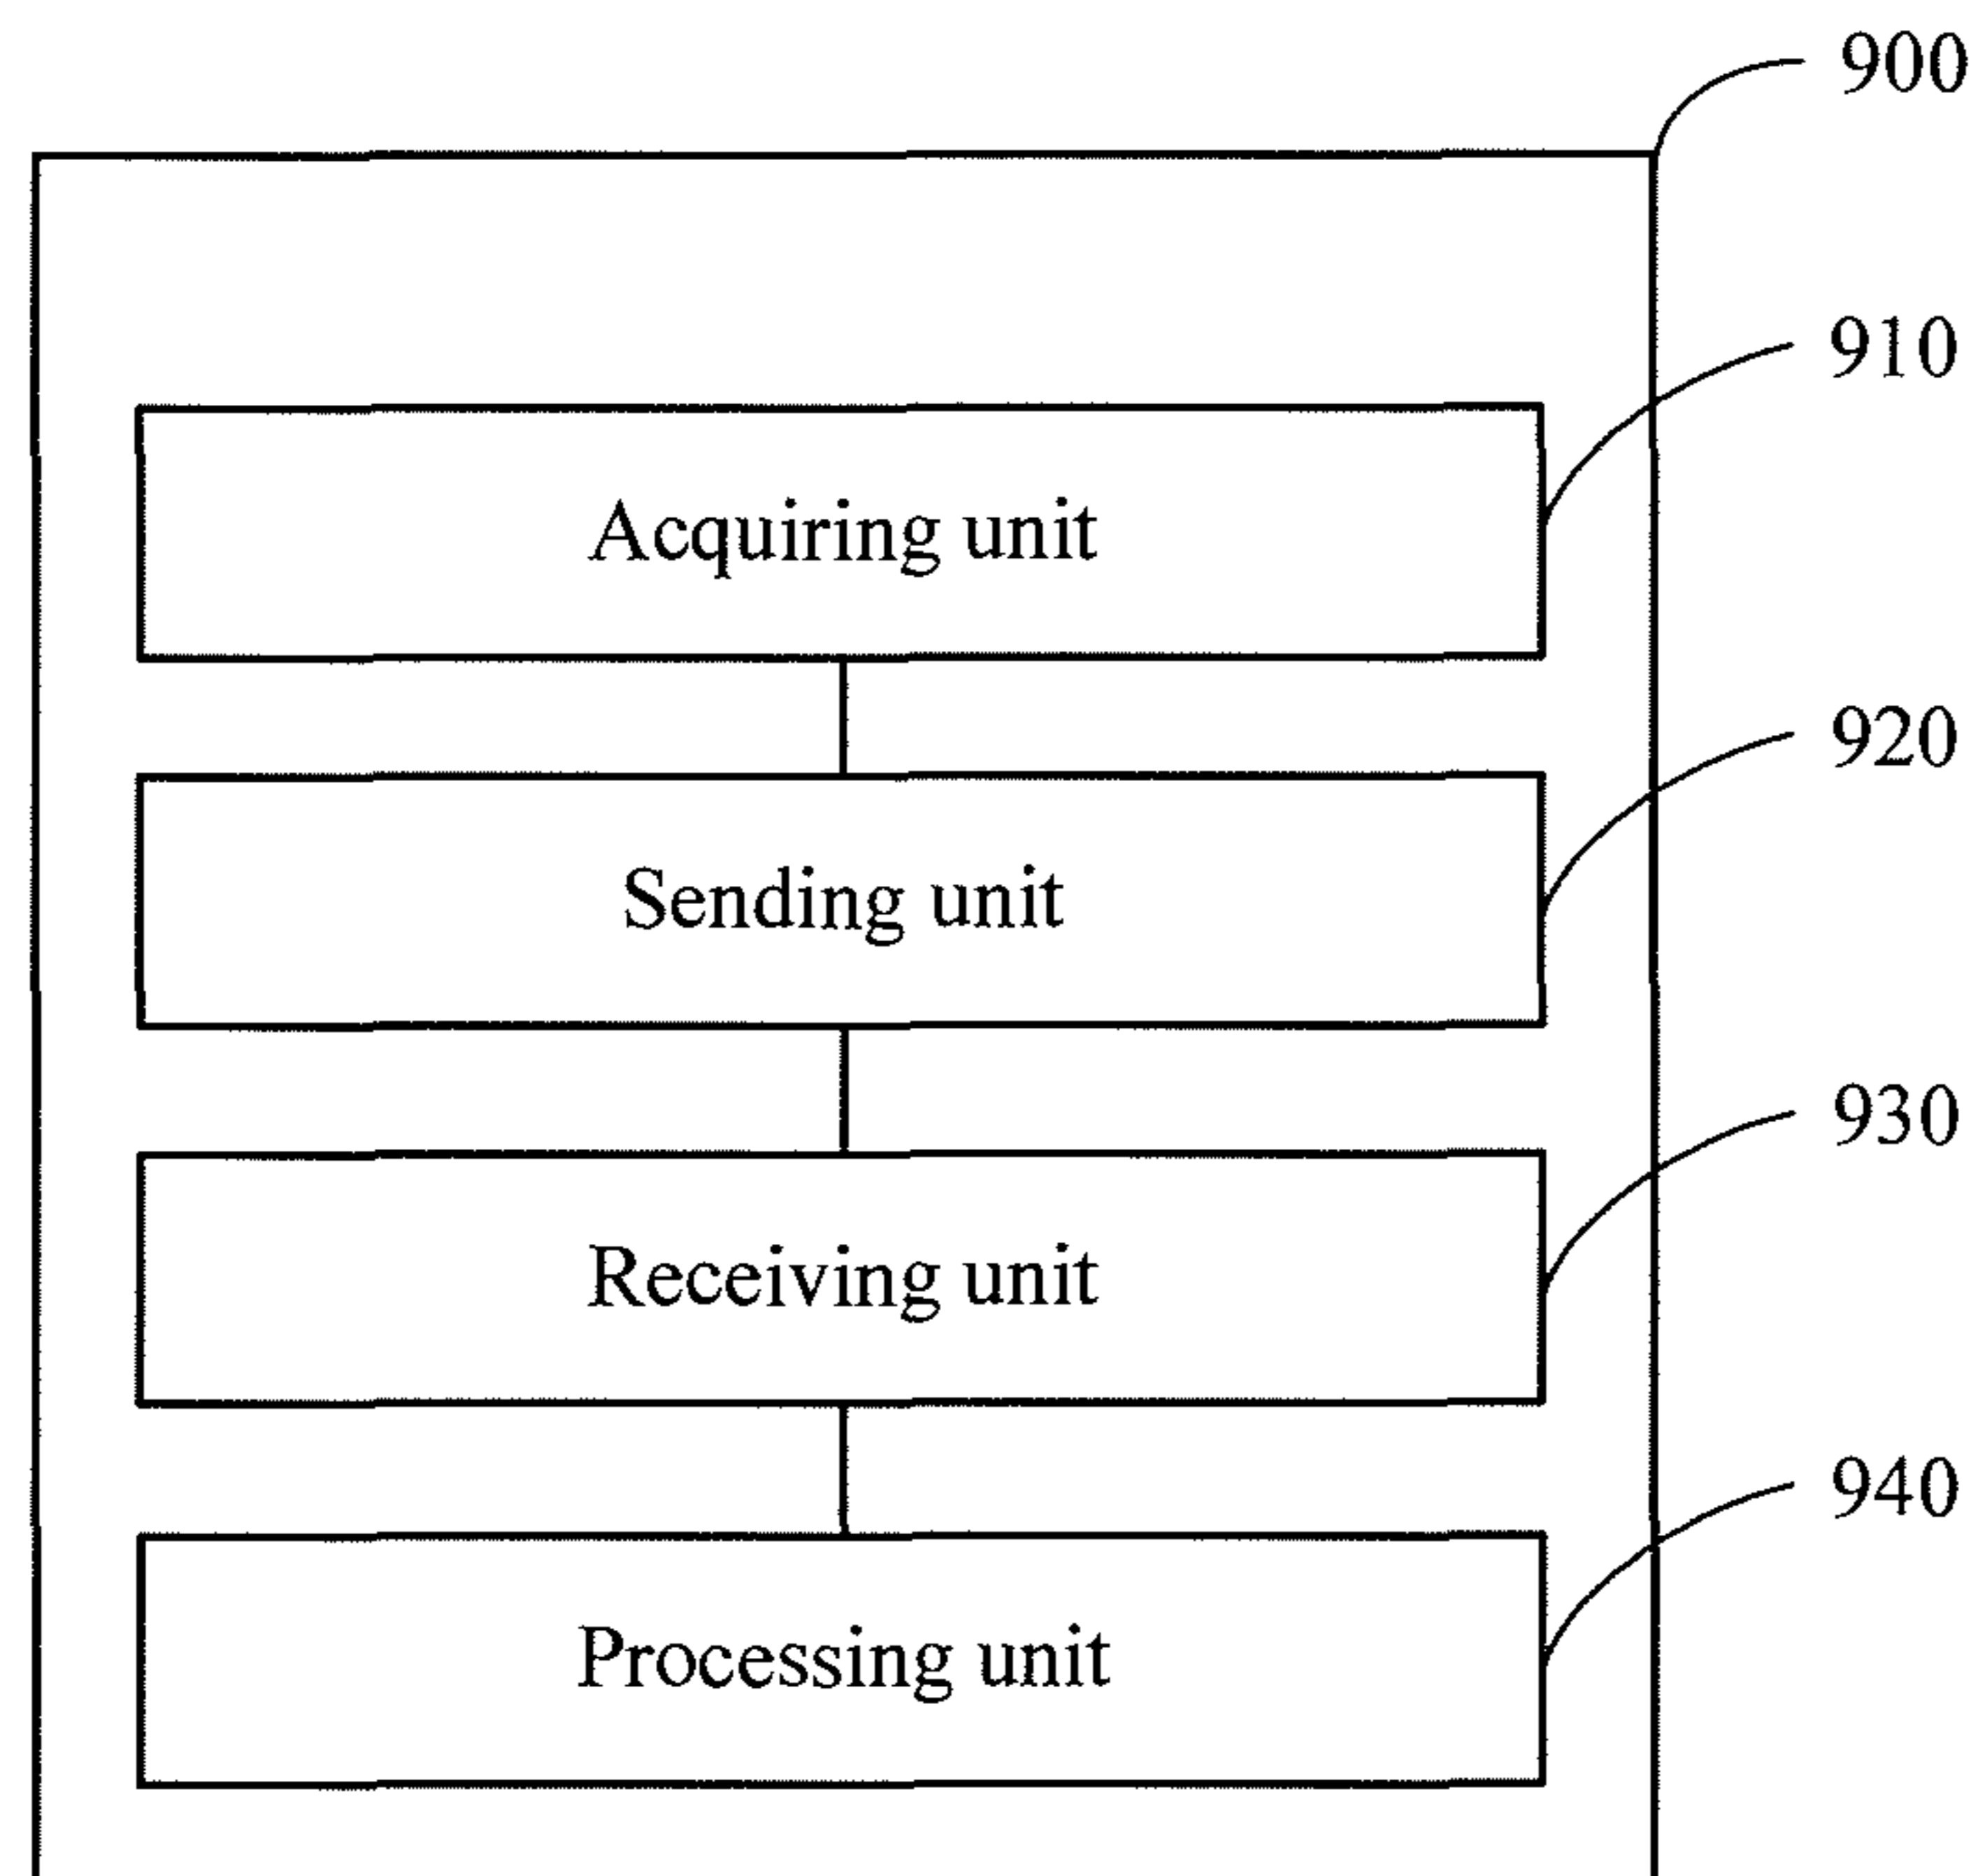 900
910
Acquiring unit
920
Sending unit
930
Receiving unit
940
Processing unit